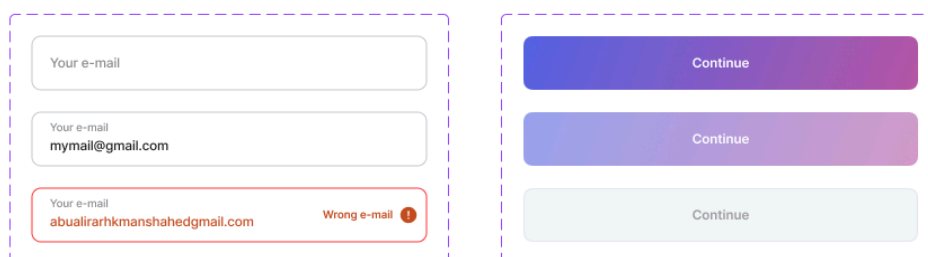 Your e-mail
Your e-mail
mymail@gmail.com
Your e-mail
abualirarhkmanshahedgmail.com
Wrong e-mail
Continue
Continue
Continue